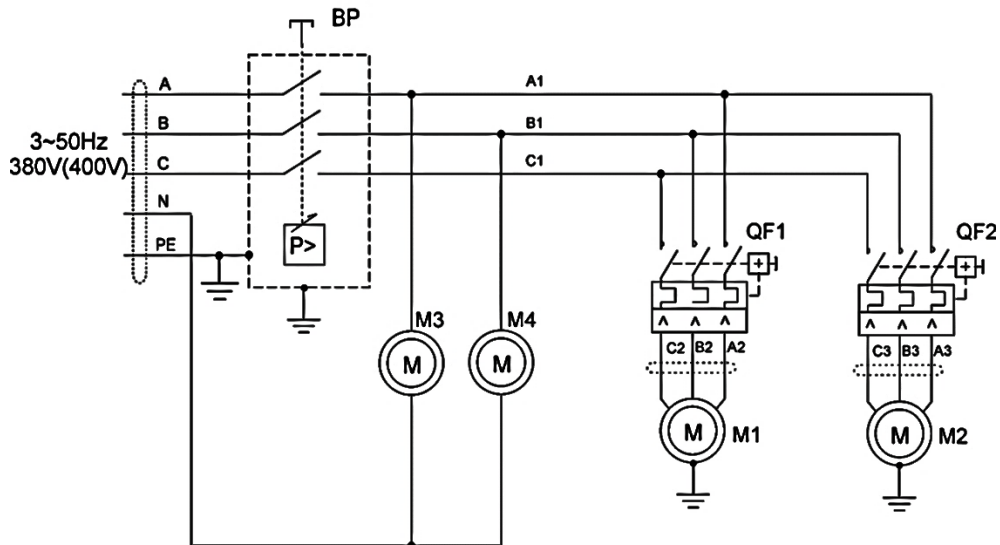 BP
A
A1
B
B1
3~50Hz
380V(400V)
C
C1
N
PE
P>
QF1
QF2
M3
M4
M
M
C2 B2 A2
C3 B3 A3
M
M1
M
M2